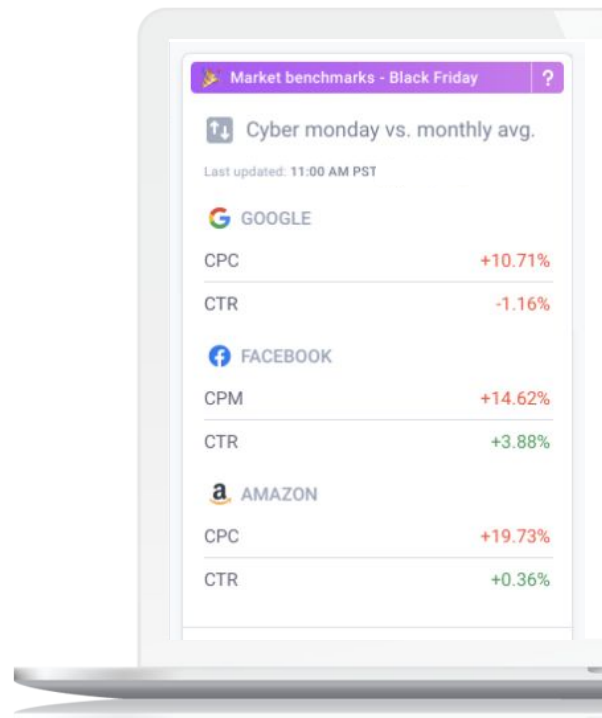 Market benchmarks - Black Friday ?
Cyber monday vs. monthly avg.
Last updated: 11:00 AM PST
GOOGLE
CPC +10.71%
CTR -1.16%
FACEBOOK
CPM +14.62%
CTR +3.88%
AMAZON
CPC +19.73%
CTR +0.36%